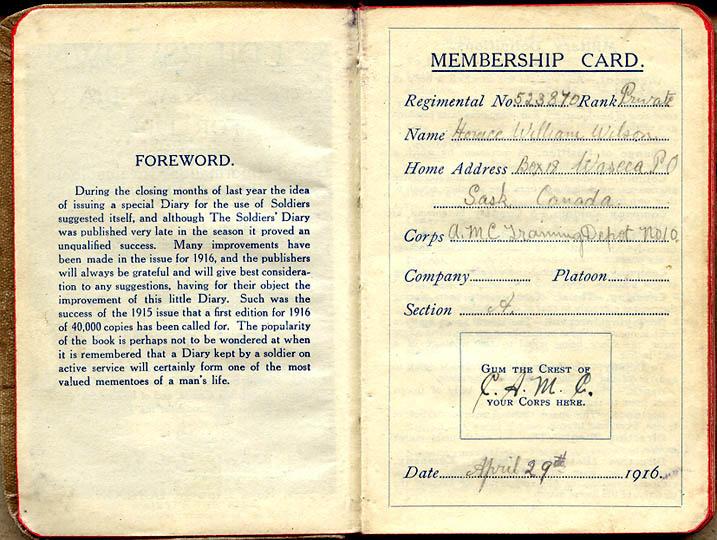 FOREWORD.
During the closing months of last year the idea
of issuing a special Diary for the use of Soldiers
suggested itself, and although The Soldiers' Diary
was published very late in the season it proved an
unqualified success. Many improvements have
been made in the issue for 1916, and the publishers
will always be grateful and will give best considera-
tion to any suggestions, having for their object the
improvement of this little Diary. Such was the
success of the 1915 issue that a first edition for 1916
of 40,000 copies has been called for. The popularity
of the book is perhaps not to be wondered at when
it is remembered that a Diary kept by a soldier on
active service will certainly form one of the most
valued mementoes of a man's life.
MEMBERSHIP CARD.
Regimental No. 523870 Rank Private
Name Horace William Wilson
Home Address Box 18 Waseca PO
Sask Canada.
Corps A.M.C Training Depot No 10.
Company Platoon
Section A.
GUM THE CREST OF
C. A. M. C.
YOUR CORPS HERE.
Date April 29th 1916.